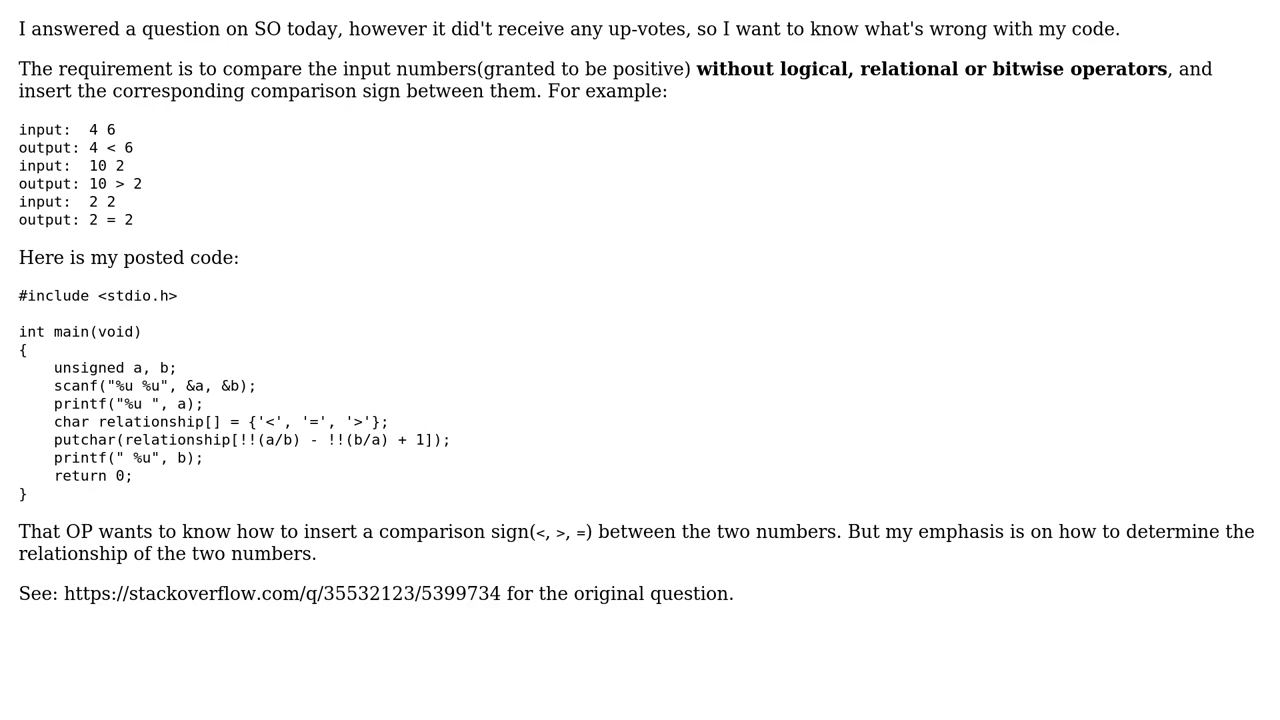 I answered a question on SO today, however it did't receive any up-votes, so I want to know what's wrong with my code.
The requirement is to compare the input numbers(granted to be positive) without logical, relational or bitwise operators, and
insert the corresponding comparison sign between them. For example:
input:  4 6
output: 4 < 6
input:  10 2
output: 10 > 2
input:  2 2
output: 2 = 2
Here is my posted code:
#include <stdio.h>
int main(void)
{
    unsigned a, b;
    scanf("%u %u", &a, &b);
    printf("%u ", a);
    char relationship[] = {'<', '=', '>'};
    putchar(relationship[!!(a/b) - !!(b/a) + 1]);
    printf(" %u", b);
    return 0;
}
That OP wants to know how to insert a comparison sign(<, >, =) between the two numbers. But my emphasis is on how to determine the
relationship of the two numbers.
See: https://stackoverflow.com/q/35532123/5399734 for the original question.